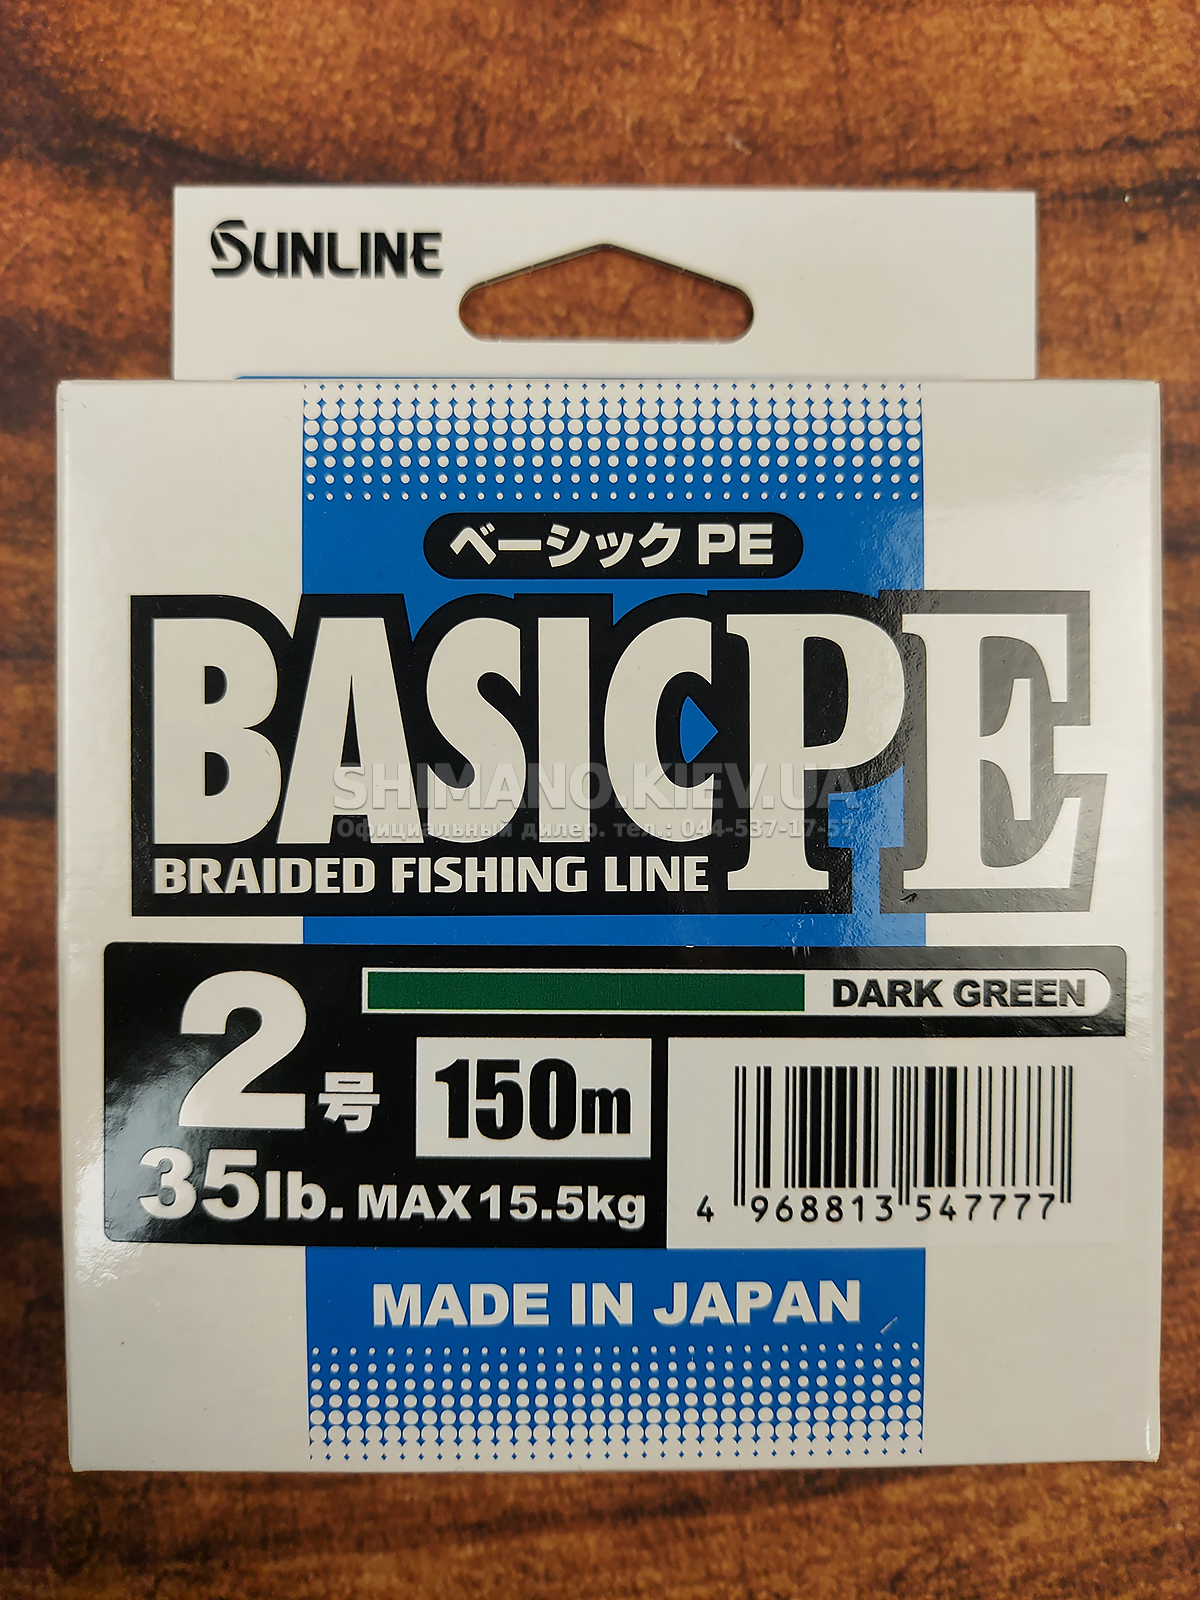 SUNLINE
ベーシック PE
BASIC PE
SHIMANO.KIEV.UA
Официальный дилер. тел.: 044-537-17-57
BRAIDED FISHING LINE
DARK GREEN
2号
150m
35lb. MAX 15.5kg
4 968813 547777
MADE IN JAPAN